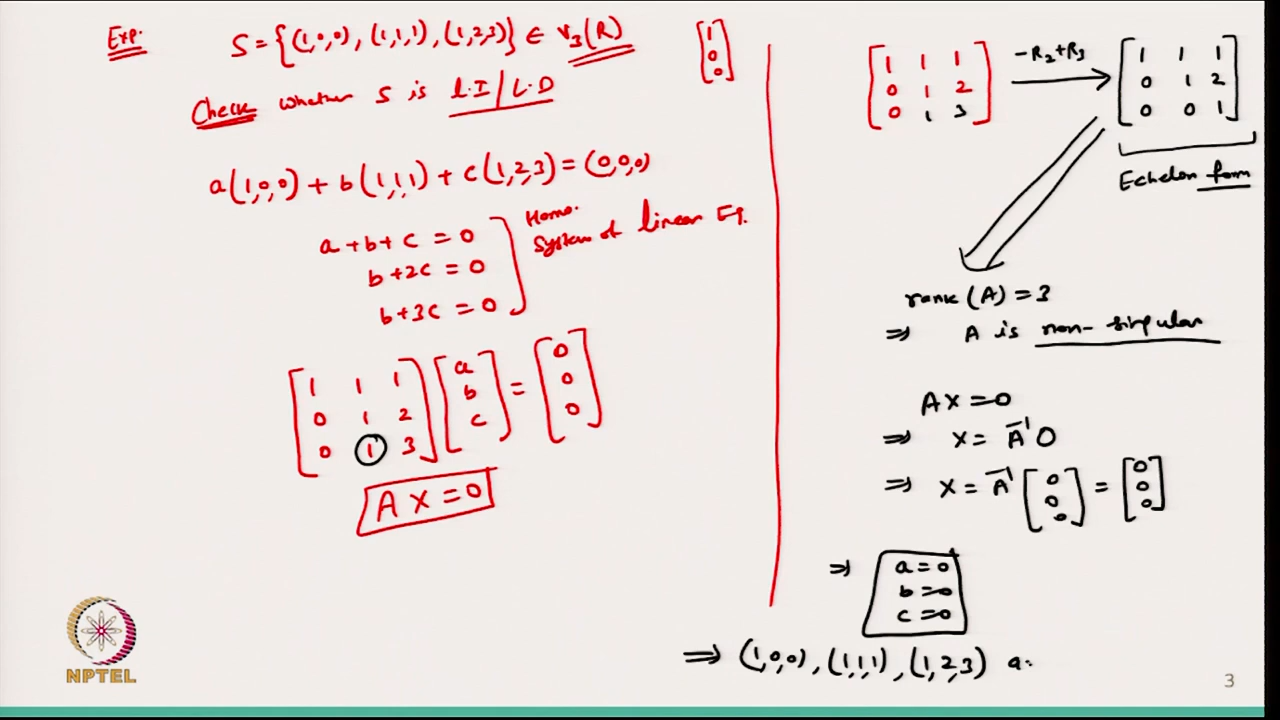 Exp. S = {(1,0,0), (1,1,1), (1,2,3)} ∈ V₃(R)
[1 0 0]
Check whether S is L.I / L.D
a(1,0,0) + b(1,1,1) + c(1,2,3) = (0,0,0)
a + b + c = 0
b + 2c = 0
b + 3c = 0
Homo.
System of linear Eq.
[1 1 1] [a] = [0]
[0 1 2] [b] [0]
[0 1 3] [c] [0]
A X = 0
[1 1 1] -R₂+R₃ [1 1 1]
[0 1 2] → [0 1 2]
[0 1 3] [0 0 1]
Echelon form
rank (A) = 3
⇒ A is non-singular
AX = 0
⇒ X = A⁻¹ O
⇒ X = A⁻¹ [0 0 0] = [0 0 0]
⇒ a = 0
b = 0
c = 0
⇒ (1,0,0), (1,1,1), (1,2,3) a
NPTEL
3